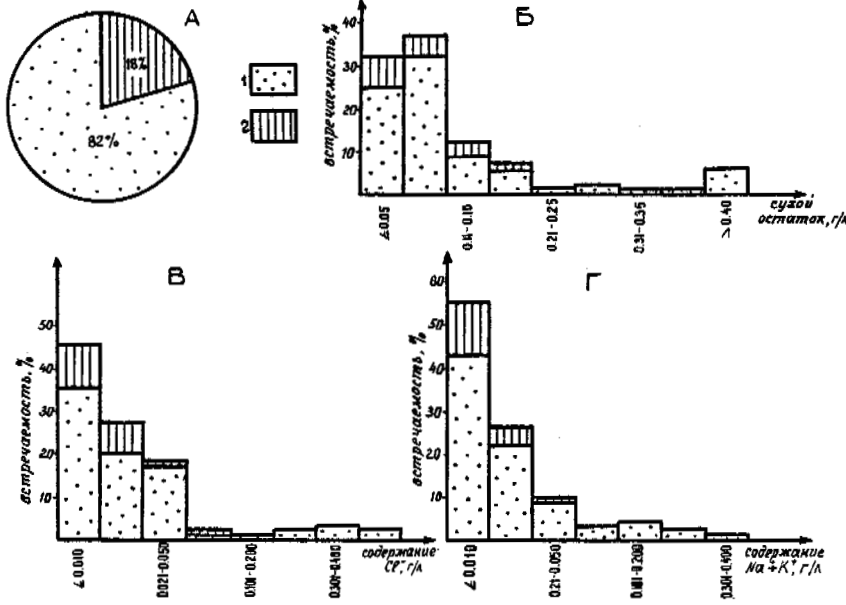 А
18%
82%
1
2
Б
встречаемость, %
40
30
20
10
≤0.05
0.14-0.15
0.21-0.25
0.31-0.35
>0.40
сухой
остаток, г/л
В
встречаемость, %
50
40
30
20
10
≤0.010
0.021-0.050
0.101-0.200
0.301-0.400
содержание
Cl⁻, г/л
Г
встречаемость, %
60
50
40
30
20
10
≤0.010
0.21-0.050
0.101-0.200
0.301-0.400
содержание
Na⁺+K⁺, г/л